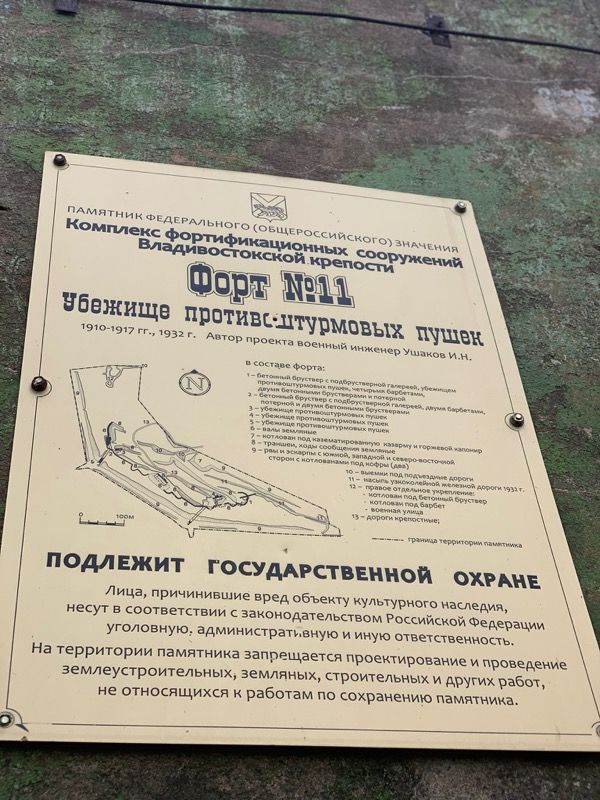 ПАМЯТНИК ФЕДЕРАЛЬНОГО (ОБЩЕРОССИЙСКОГО) ЗНАЧЕНИЯ
Комплекс фортификационных сооружений
Владивостокской крепости
Форт №11
Убежище противоштурмовых пушек
1910-1917 гг., 1932 г. Автор проекта военный инженер Ушаков И.Н.
в составе форта:
1 – бетонный бруствер с подбрустверной галереей, убежищем
противоштурмовых пушек, четырьмя барбетами,
двумя бетонными брустверами и потерной
2 – бетонный бруствер с подбрустверной галереей, двумя барбетами,
потерной и двумя бетонными брустверами
3 – убежище противоштурмовых пушек
4 – убежище противоштурмовых пушек
5 – убежище противоштурмовых пушек
6 – валы земляные
7 – котлован под казематированную казарму и горжевой капонир
8 – траншеи, ходы сообщения земляные
9 – рвы и эскарпы с южной, западной и северо-восточной
сторон с котлованами под кофры (два)
10 – выемки под подъездные дороги
11 – насыпь узкоколейной железной дороги 1932 г.
12 – правое отдельное укрепление:
- котлован под бетонный бруствер
- котлован под барбет
- военная улица
13 – дороги крепостные;
граница территории памятника
N
0 100м
ПОДЛЕЖИТ ГОСУДАРСТВЕННОЙ ОХРАНЕ
Лица, причинившие вред объекту культурного наследия,
несут в соответствии с законодательством Российской Федерации
уголовную, административную и иную ответственность.
На территории памятника запрещается проектирование и проведение
землеустроительных, земляных, строительных и других работ,
не относящихся к работам по сохранению памятника.